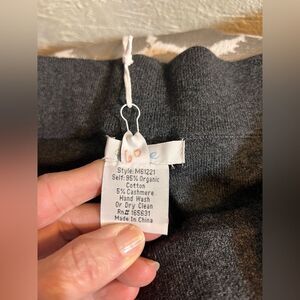 Style: M61221
Self: 95% Organic
Cotton
5% Cashmere
Hand Wash
Or Dry Clean
Rn# 165631
Made In China